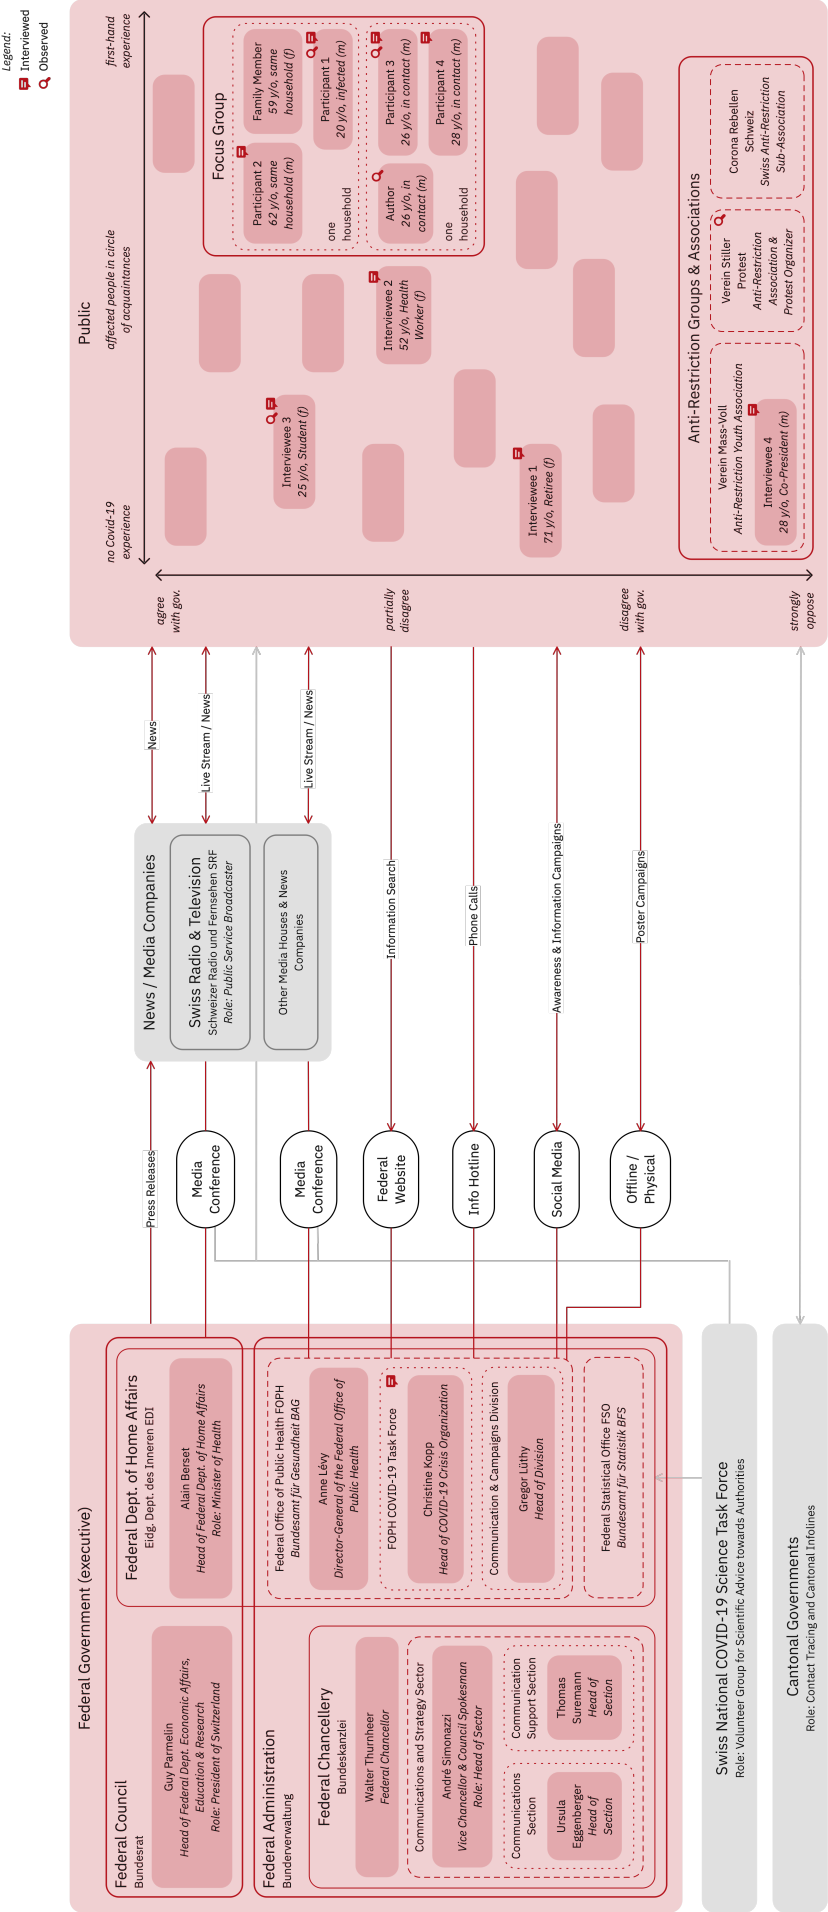 Legend:
Interviewed
Observed
Federal Government (executive)
Federal Council
Bundesrat
Guy Parmelin
Head of Federal Dept. Economic Affairs,
Education & Research
Role: President of Switzerland
Federal Dept. of Home Affairs
Eidg. Dept. des Inneren EDI
Alain Berset
Head of Federal Dept. of Home Affairs
Role: Minister of Health
Federal Administration
Bunderverwaltung
Federal Chancellery
Bundeskanzlei
Walter Thurnheer
Federal Chancellor
Communications and Strategy Sector
André Simonazzi
Vice Chancellor & Council Spokesman
Role: Head of Sector
Communications
Section
Ursula
Eggenberger
Head of
Section
Communication
Support Section
Thomas
Suremann
Head of
Section
Federal Office of Public Health FOPH
Bundesamt für Gesundheit BAG
Anne Lévy
Director-General of the Federal Office of
Public Health
FOPH COVID-19 Task Force
Christine Kopp
Head of COVID-19 Crisis Organization
Communication & Campaigns Division
Gregor Lüthy
Head of Division
Federal Statistical Office FSO
Bundesamt für Statistik BFS
Swiss National COVID-19 Science Task Force
Role: Volunteer Group for Scientific Advice towards Authorities
Cantonal Governments
Role: Contact Tracing and Cantonal Infolines
Press Releases
Media
Conference
Media
Conference
Federal
Website
Info Hotline
Social Media
Offline /
Physical
News / Media Companies
Swiss Radio & Television
Schweizer Radio und Fernsehen SRF
Role: Public Service Broadcaster
Other Media Houses & News
Companies
News
Live Stream / News
Live Stream / News
Information Search
Phone Calls
Awareness & Information Campaigns
Poster Campaigns
Public
no Covid-19
experience
affected people in circle
of acquaintances
first-hand
experience
agree
with gov.
partially
disagree
disagree
with gov.
strongly
oppose
Focus Group
Participant 2
62 y/o, same
household (m)
Family Member
59 y/o, same
household (f)
Participant 1
20 y/o, infected (m)
one
household
Author
26 y/o, in
contact (m)
Participant 3
26 y/o, in contact (m)
Participant 4
28 y/o, in contact (m)
one
household
Interviewee 3
25 y/o, Student (f)
Interviewee 2
52 y/o, Health
Worker (f)
Interviewee 1
71 y/o, Retiree (f)
Anti-Restriction Groups & Associations
Verein Mass-Voll
Anti-Restriction Youth Association
Interviewee 4
28 y/o, Co-President (m)
Verein Stiller
Protest
Anti-Restriction
Association &
Protest Organizer
Corona Rebellen
Schweiz
Swiss Anti-Restriction
Sub-Association